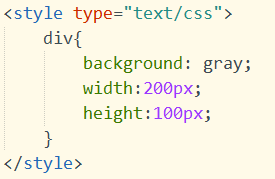 <style type="text/css">
    div{
        background: gray;
        width:200px;
        height:100px;
    }
</style>